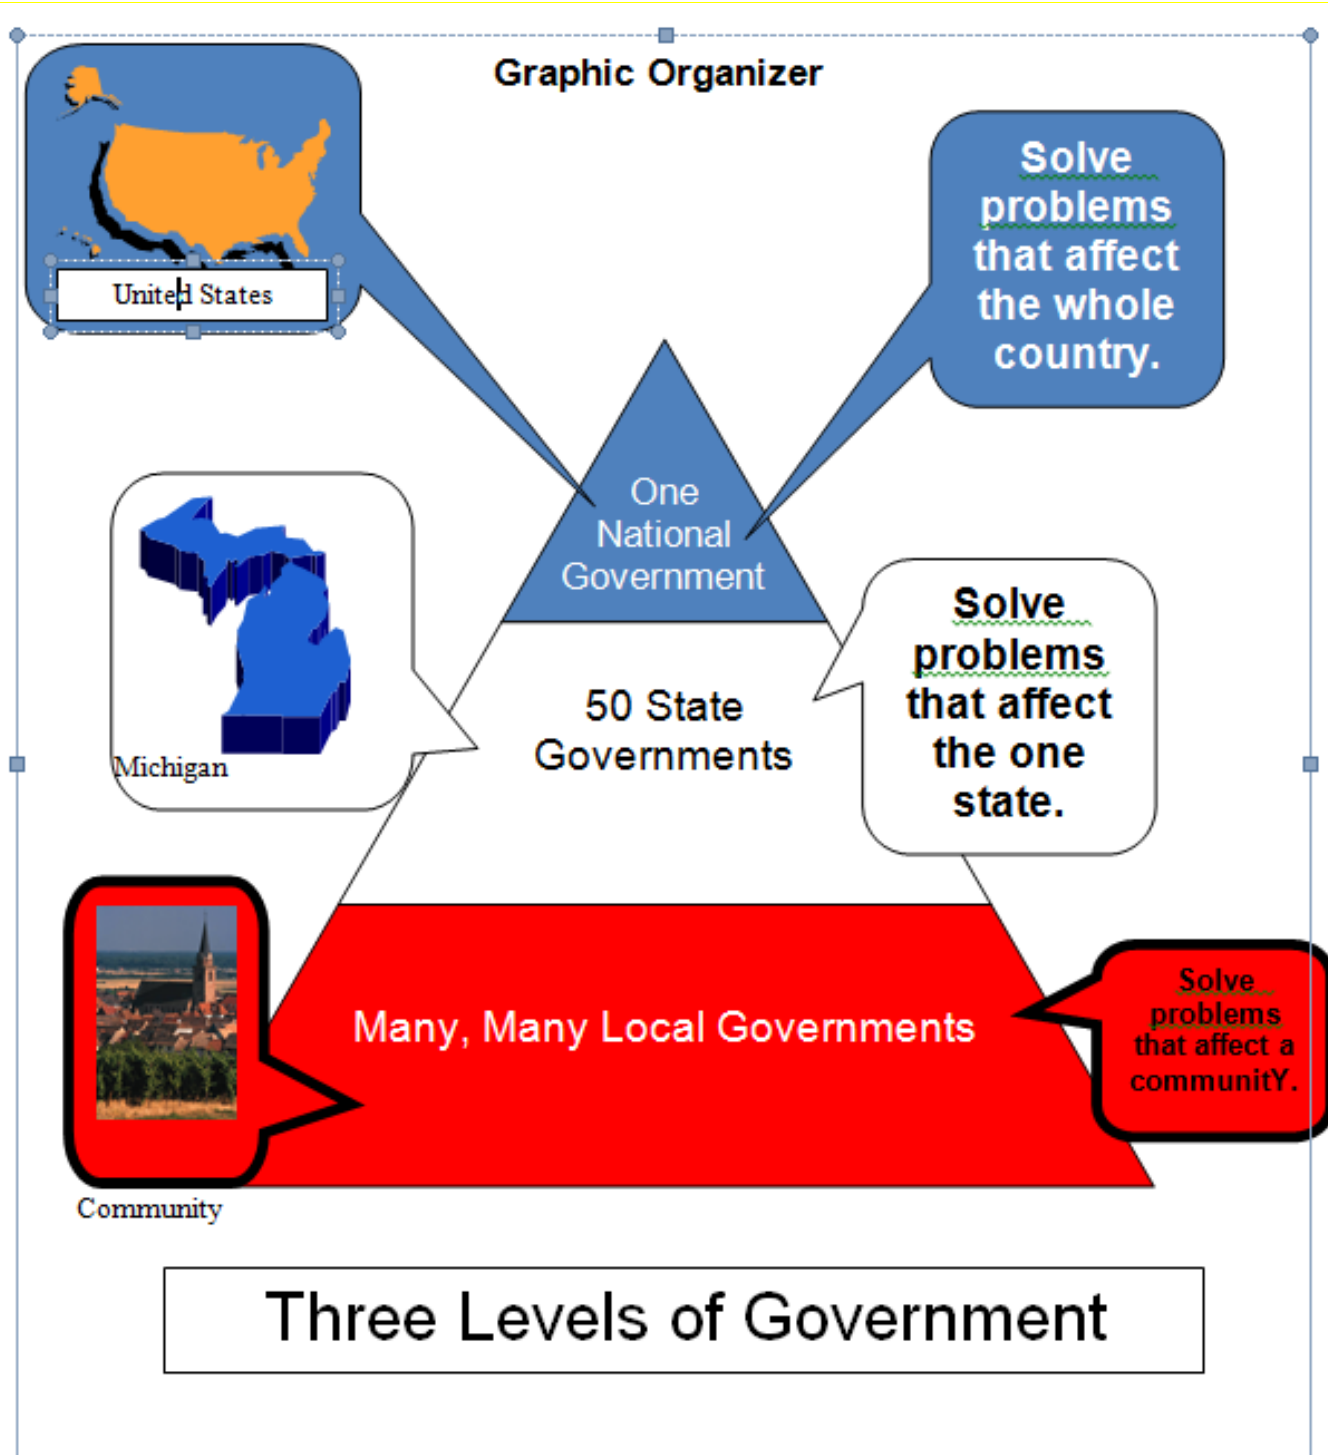 Graphic Organizer
United States
Solve
problems
that affect
the whole
country.
One
National
Government
Michigan
50 State
Governments
Solve
problems
that affect
the one
state.
Community
Many, Many Local Governments
Solve
problems
that affect a
communitY.
Three Levels of Government